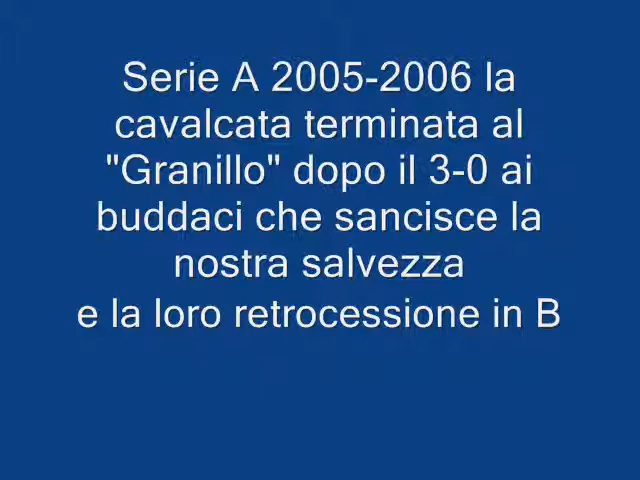 Serie A 2005-2006 la
cavalcata terminata al
"Granillo" dopo il 3-0 ai
buddaci che sancisce la
nostra salvezza
e la loro retrocessione in B